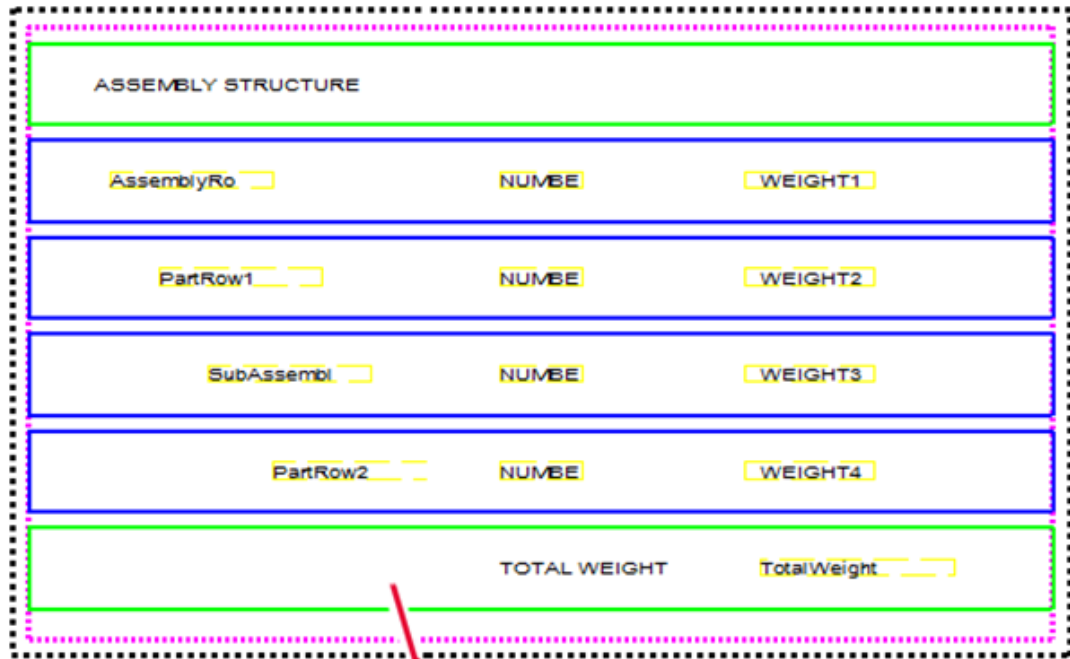 ASSEMBLY STRUCTURE
AssemblyRo NUMBE WEIGHT1
PartRow1 NUMBE WEIGHT2
SubAssembl NUMBE WEIGHT3
PartRow2 NUMBE WEIGHT4
TOTAL WEIGHT TotalWeight